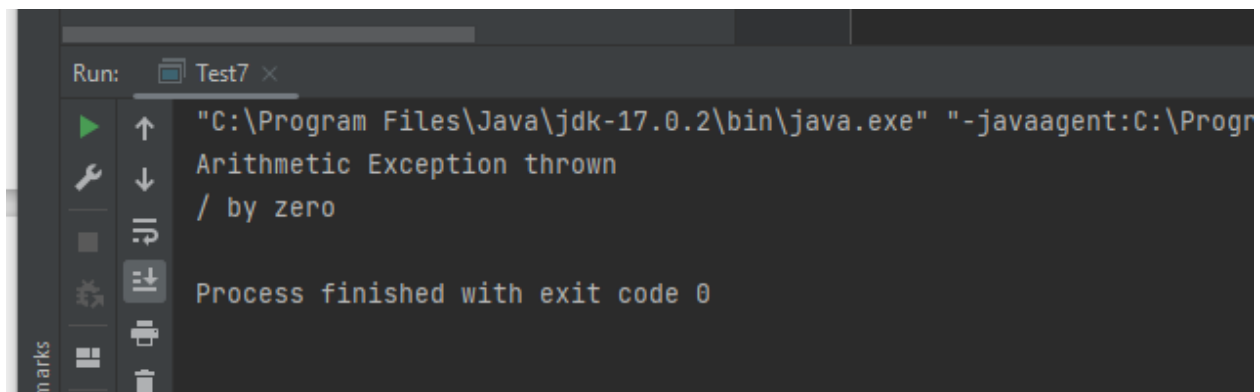 Run: Test7
"C:\Program Files\Java\jdk-17.0.2\bin\java.exe" "-javaagent:C:\Progr
Arithmetic Exception thrown
/ by zero
Process finished with exit code 0
marks